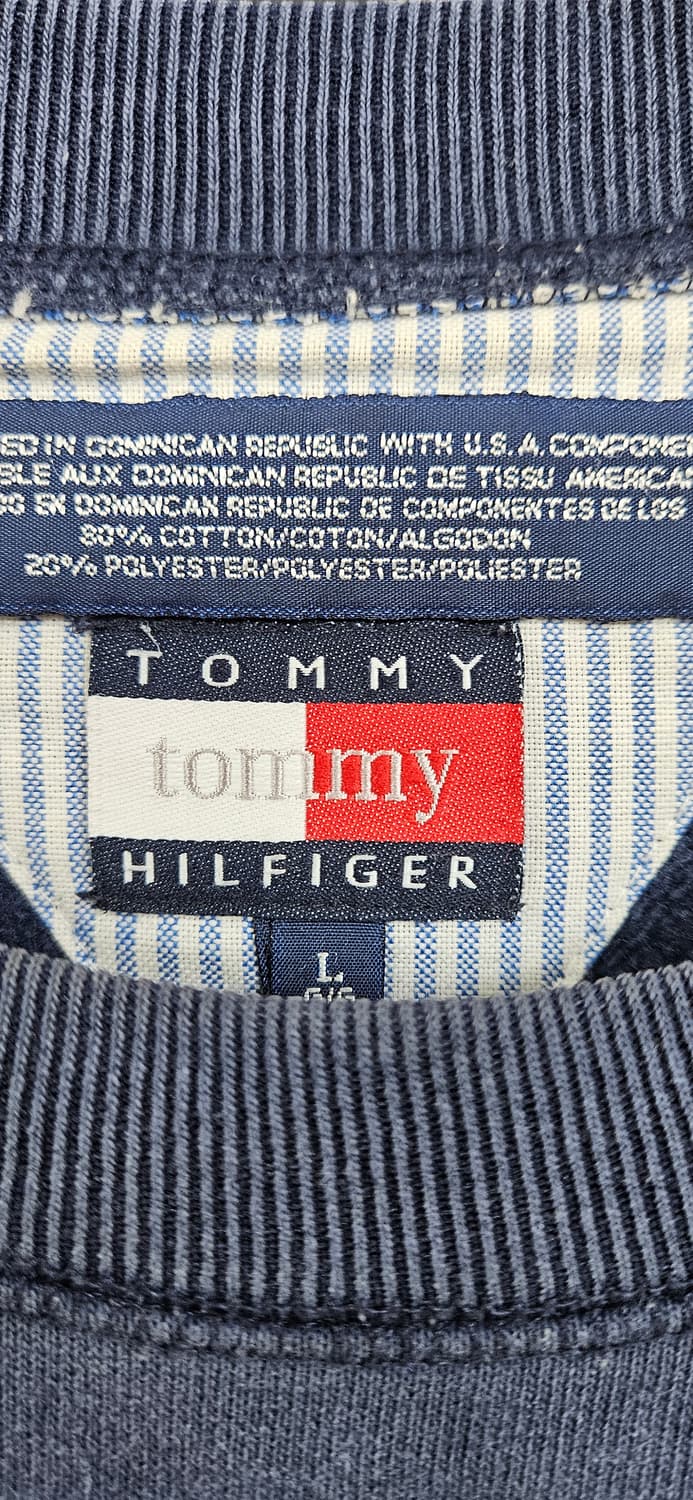 ED IN DOMINICAN REPUBLIC WITH U.S.A. COMPONE
BLE AUX DOMINICAN REPUBLIC DE TISSU AMERICA
G EN DOMINICAN REPUBLIC DE COMPONENTES DE LOS
80% COTTON/COTON/ALGODON
20% POLYESTER/POLYESTER/POLIESTER
TOMMY
tommy
HILFIGER
L
G/G